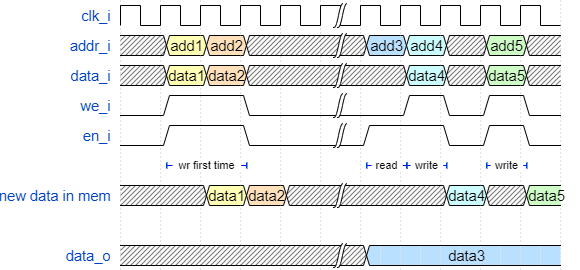 clk_i
addr_i add1 add2 add3 add4 add5
data_i data1 data2 data4 data5
we_i
en_i
wr first time read write write
new data in mem data1 data2 data4 data5
data_o data3